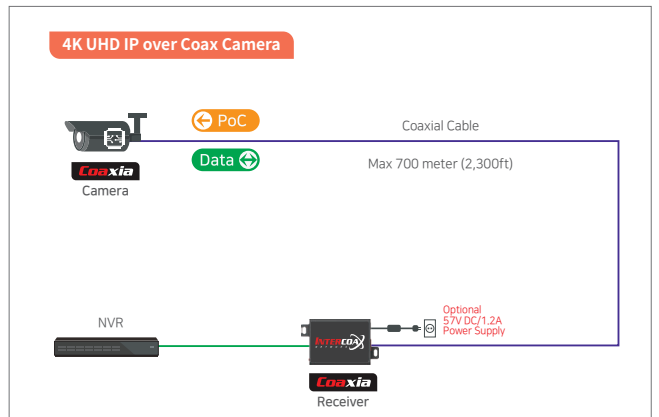 4K UHD IP over Coax Camera
PoC
Coaxial Cable
Data
Max 700 meter (2,300ft)
Coaxia
Camera
NVR
Optional
57V DC/1.2A
Power Supply
INTERCOAX
NETWORK
Coaxia
Receiver